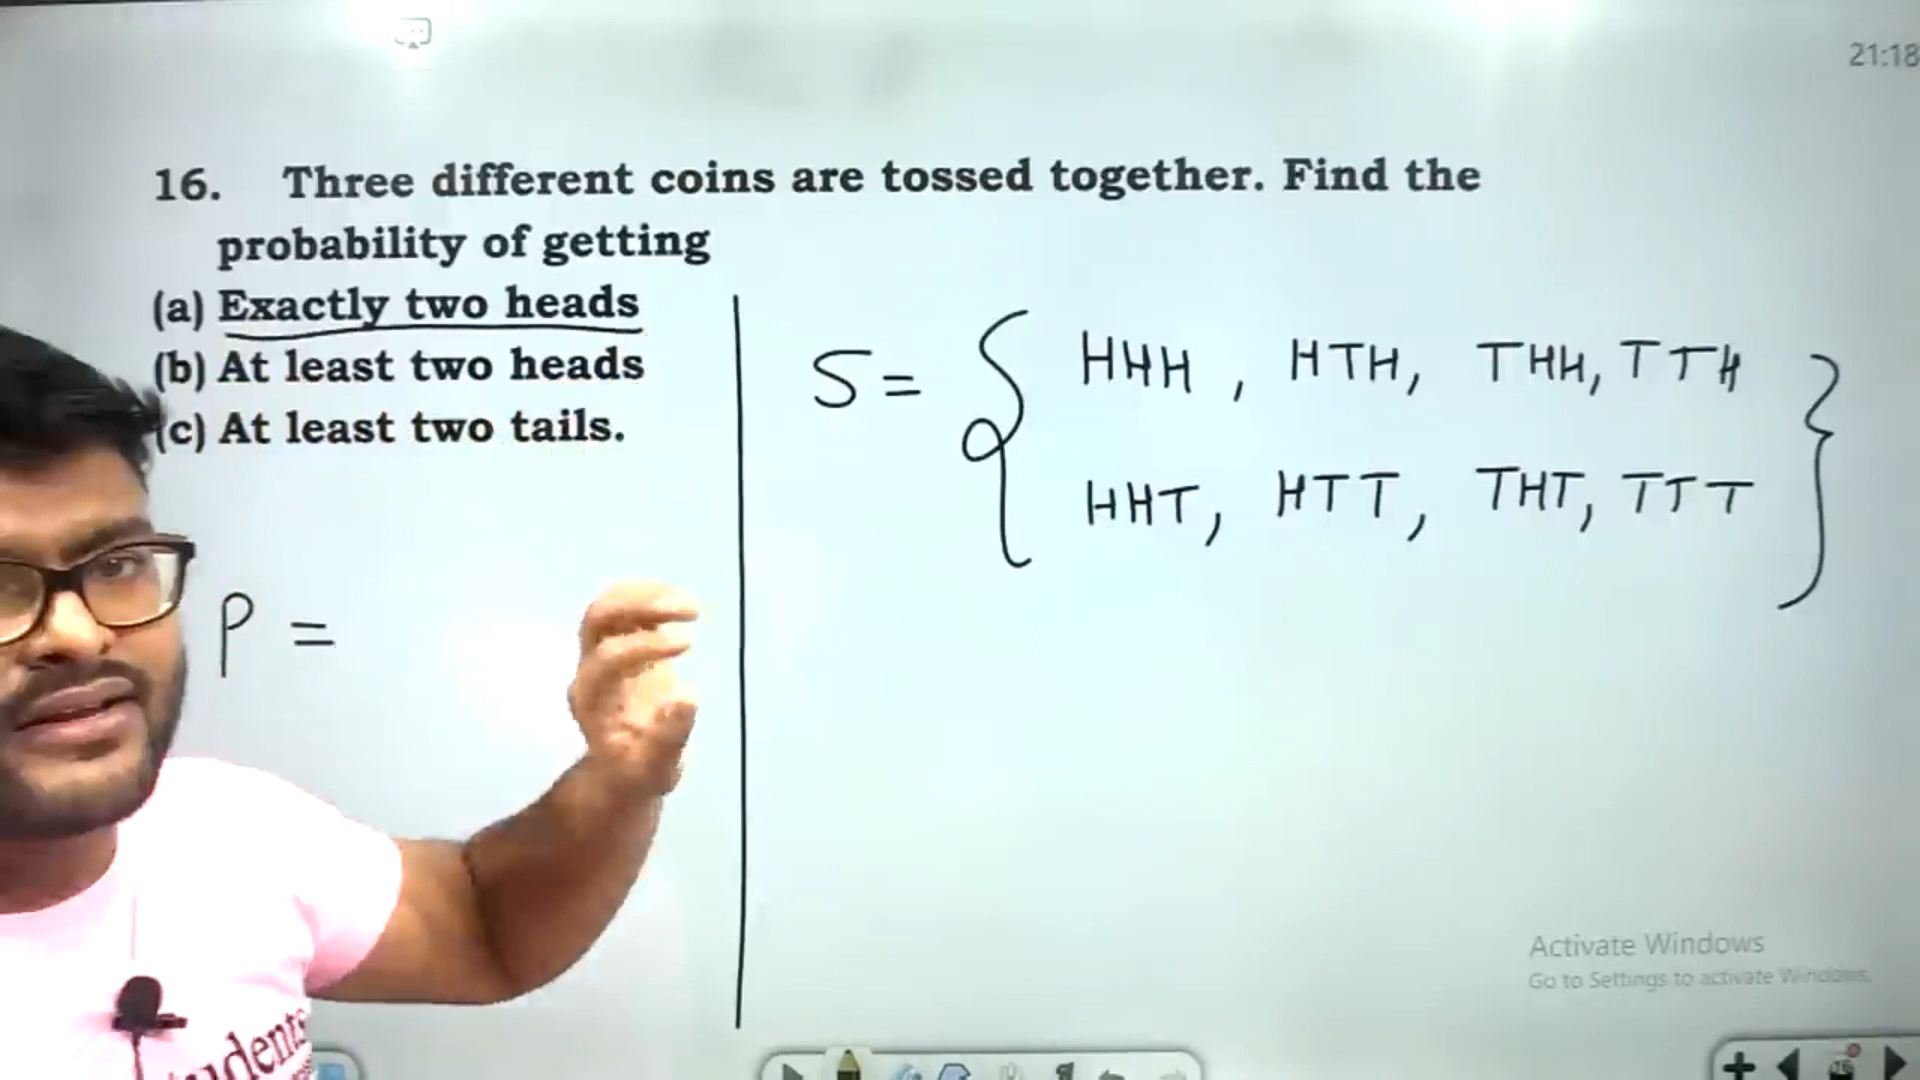 21:18
16. Three different coins are tossed together. Find the
probability of getting
(a) Exactly two heads
(b) At least two heads
(c) At least two tails.
S = { HHH, HTH, THH, TTH
HHT, HTT, THT, TTT }
P =
Activate Windows
Go to Settings to activate Windows.
udents
16